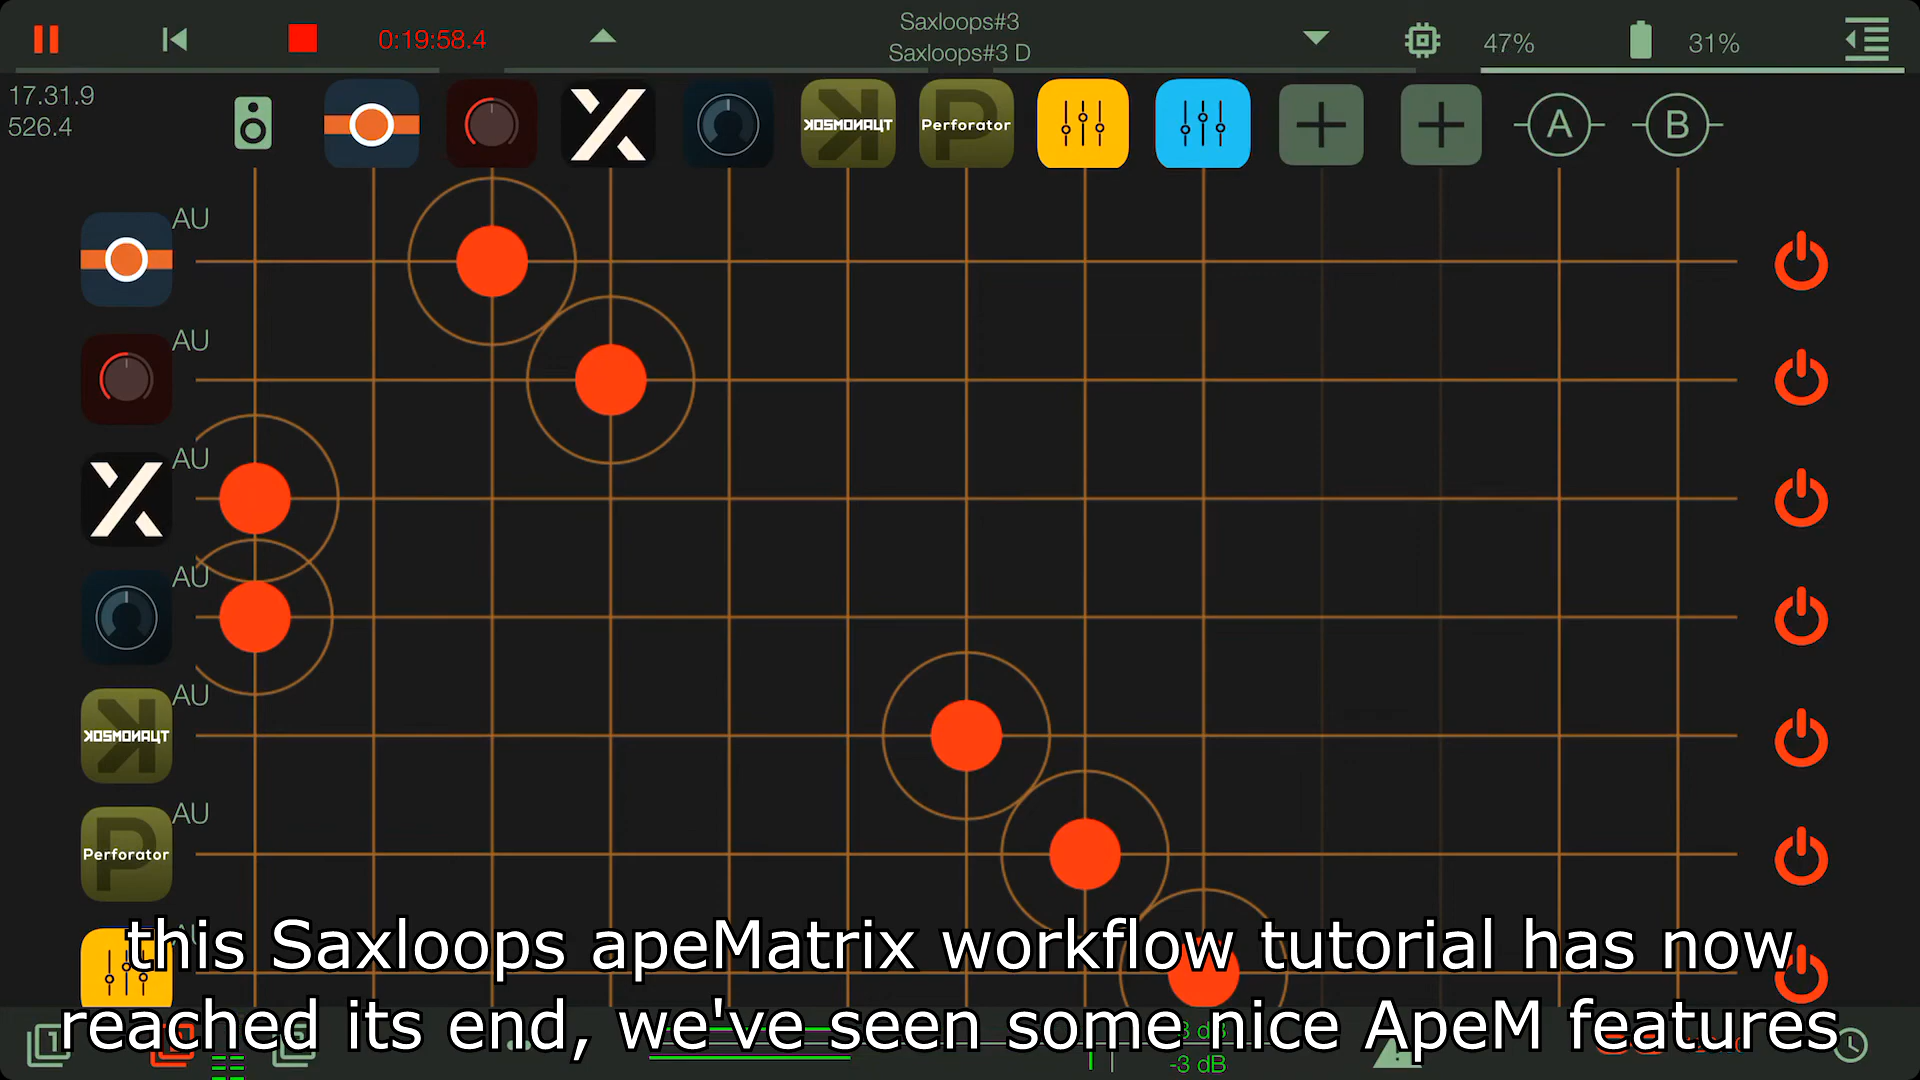 Saxloops#3
Saxloops#3 D
0:19:58.4
47%
31%
17.31.9
526.4
KOSMONAUT
Perforator
A
B
AU
AU
AU
AU
AU
KOSMONAUT
AU
Perforator
this Saxloops apeMatrix workflow tutorial has now
reached its end, we've seen some nice ApeM features
-3 dB